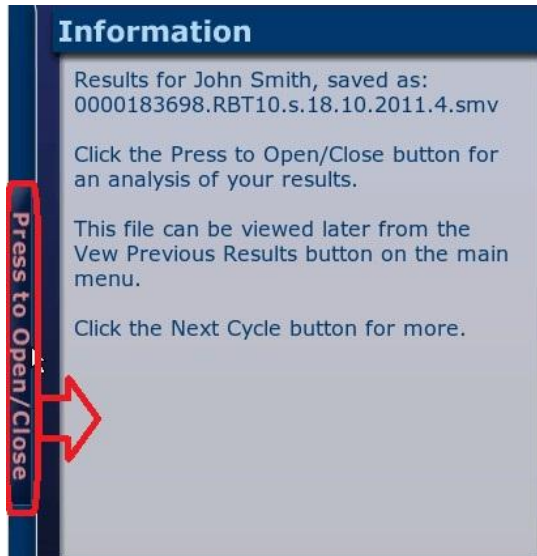 Information
Results for John Smith, saved as:
0000183698.RBT10.s.18.10.2011.4.smv
Click the Press to Open/Close button for
an analysis of your results.
This file can be viewed later from the
Vew Previous Results button on the main
menu.
Click the Next Cycle button for more.
Press to Open/Close